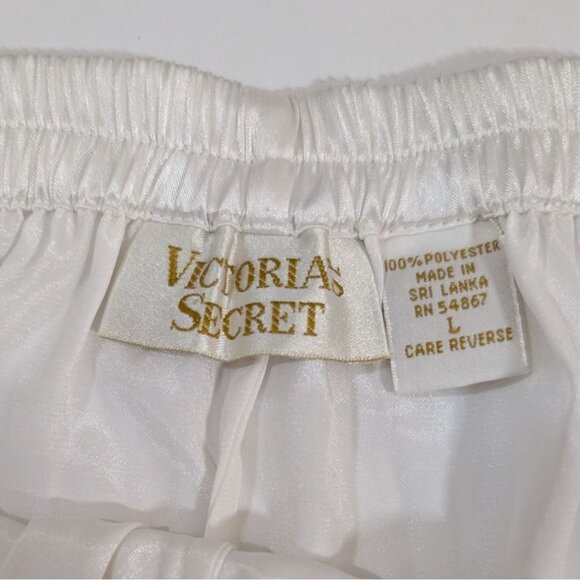 VICTORIA'S
SECRET
100% POLYESTER
MADE IN
SRI LANKA
RN 54867
L
CARE REVERSE